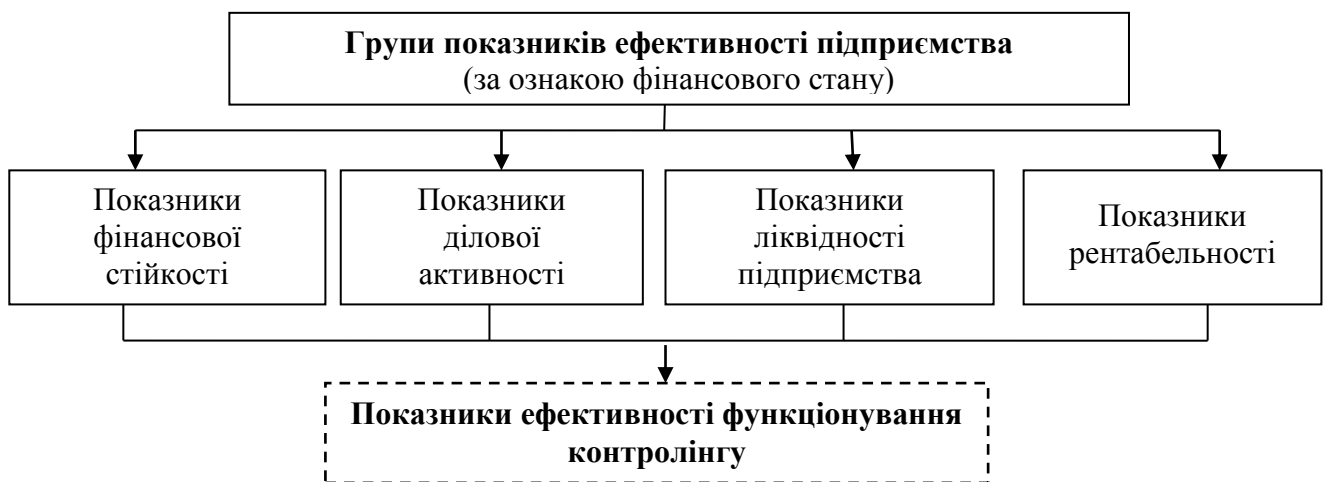 Групи показників ефективності підприємства
(за ознакою фінансового стану)
Показники
фінансової
стійкості
Показники
ділової
активності
Показники
ліквідності
підприємства
Показники
рентабельності
Показники ефективності функціонування
контролінгу